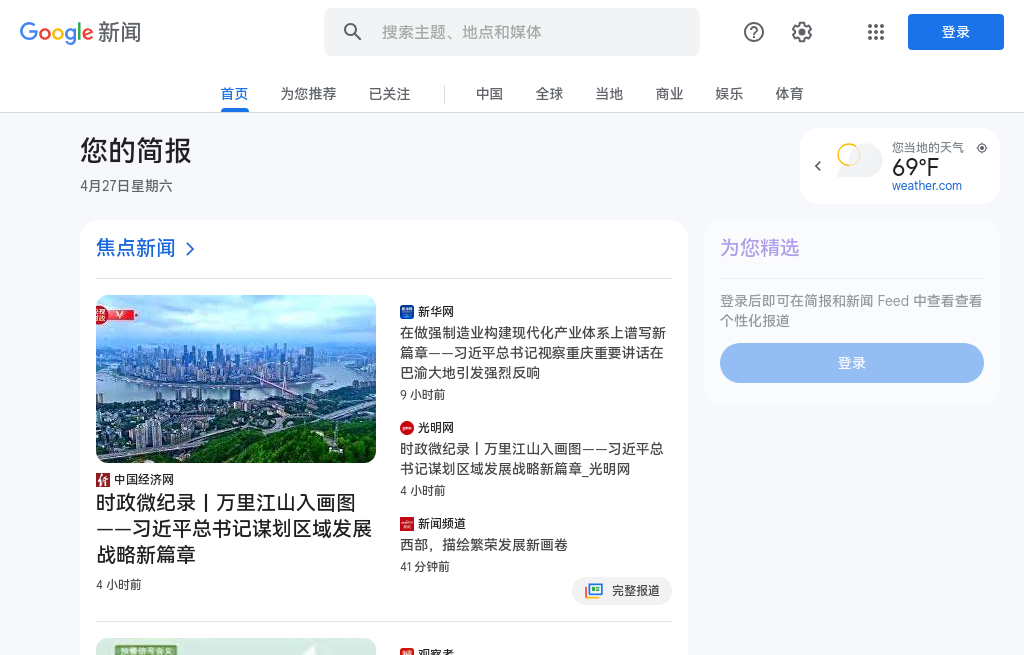 Google 新闻
搜索主题、地点和媒体
登录
首页
为您推荐
已关注
中国
全球
当地
商业
娱乐
体育
您的简报
4月27日星期六
您当地的天气
69°F
weather.com
焦点新闻
中国经济网
时政微纪录丨万里江山入画图
——习近平总书记谋划区域发展
战略新篇章
4 小时前
新华网
在做强制造业构建现代化产业体系上谱写新
篇章——习近平总书记视察重庆重要讲话在
巴渝大地引发强烈反响
9 小时前
光明网
时政微纪录丨万里江山入画图——习近平总
书记谋划区域发展战略新篇章_光明网
4 小时前
新闻频道
西部，描绘繁荣发展新画卷
41 分钟前
完整报道
为您精选
登录后即可在简报和新闻 Feed 中查看查看
个性化报道
登录
预警信号含义
观察者